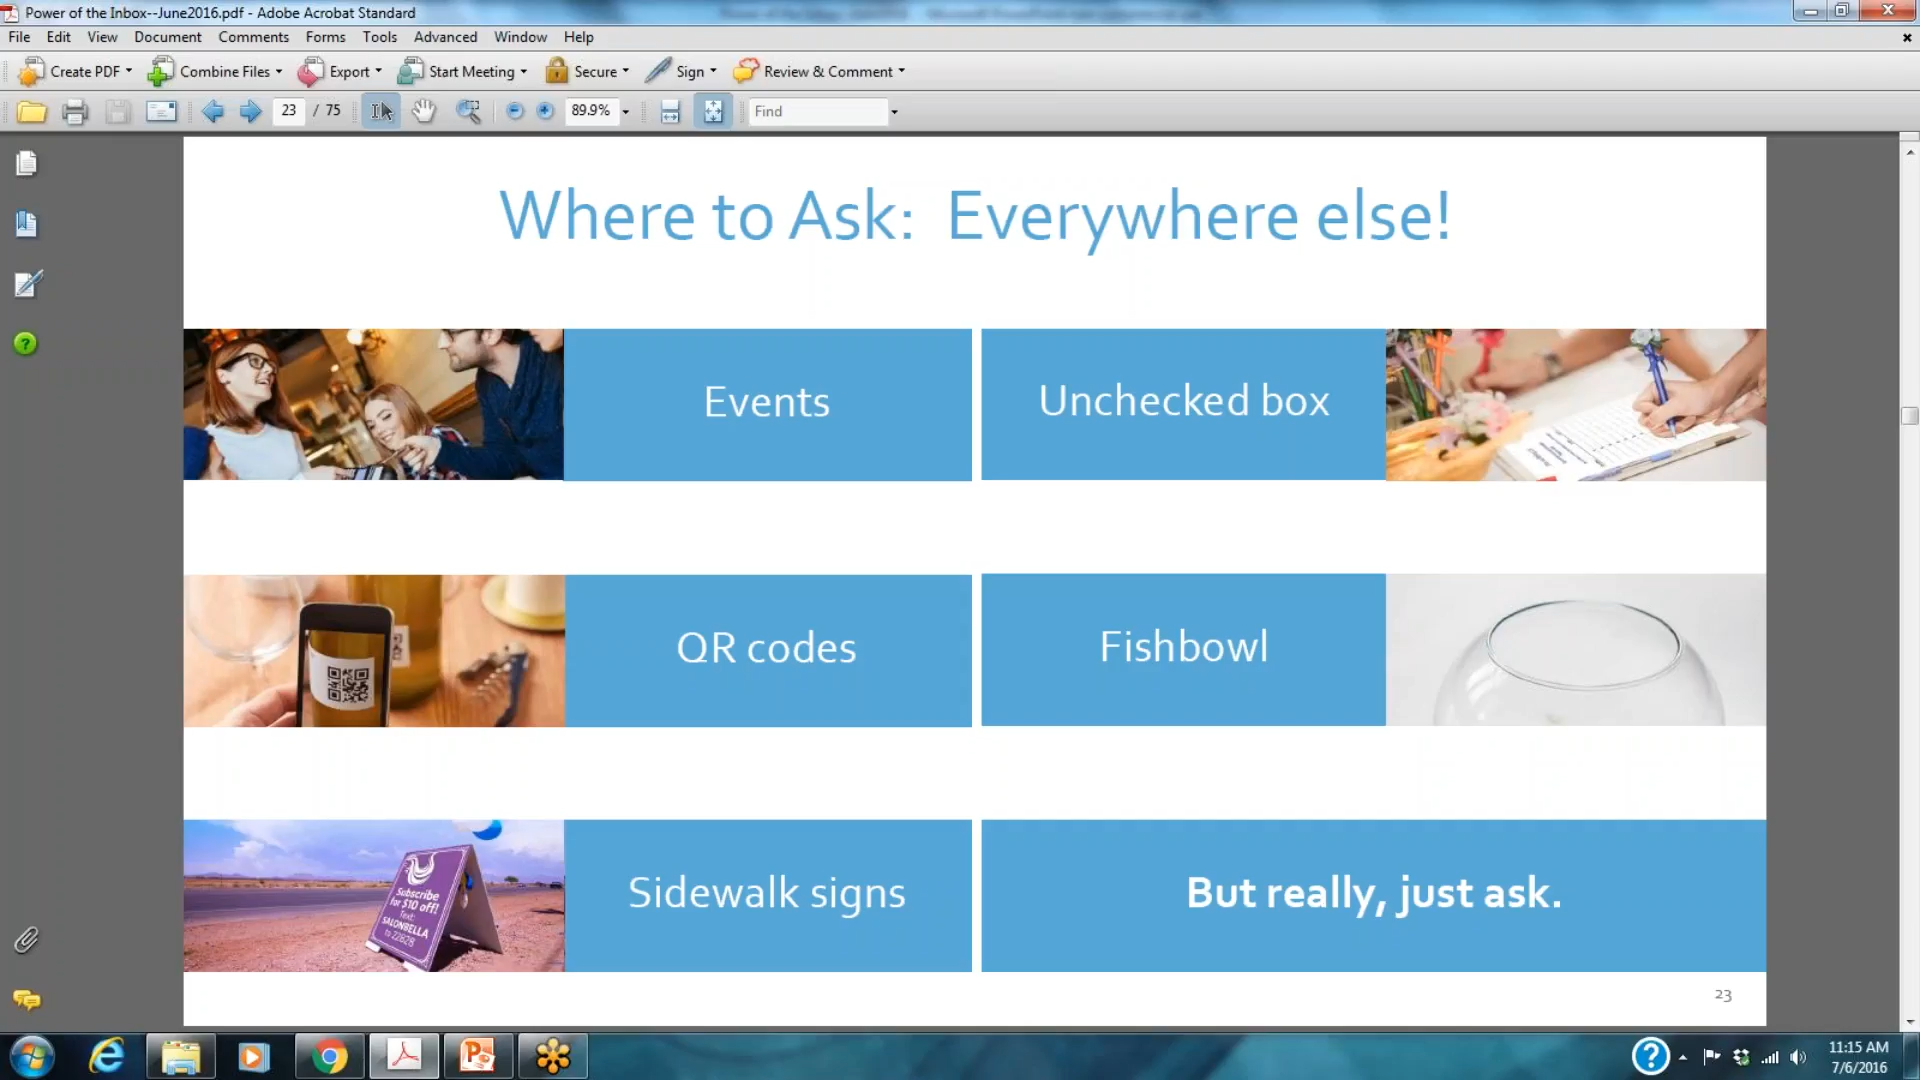 Power of the Inbox--June2016.pdf - Adobe Acrobat Standard
File Edit View Document Comments Forms Tools Advanced Window Help
Create PDF Combine Files Export Start Meeting Secure Sign Review & Comment
23 / 75 89.9% Find
Where to Ask: Everywhere else!
Events
Unchecked box
QR codes
Fishbowl
Subscribe
for $10 off!
Text:
SALONBELLA
to 22828
Sidewalk signs
But really, just ask.
23
11:15 AM
7/6/2016